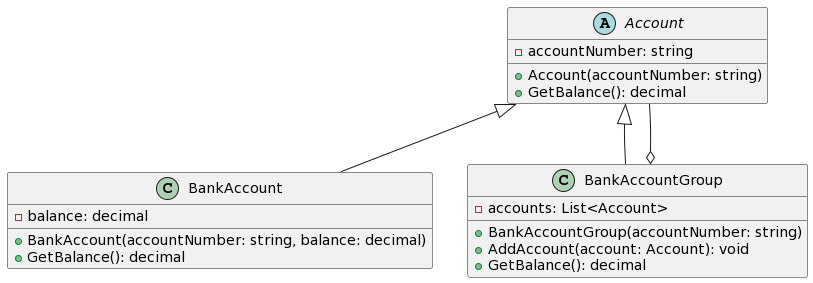 A Account
accountNumber: string
Account(accountNumber: string)
GetBalance(): decimal
C BankAccount
balance: decimal
BankAccount(accountNumber: string, balance: decimal)
GetBalance(): decimal
C BankAccountGroup
accounts: List<Account>
BankAccountGroup(accountNumber: string)
AddAccount(account: Account): void
GetBalance(): decimal